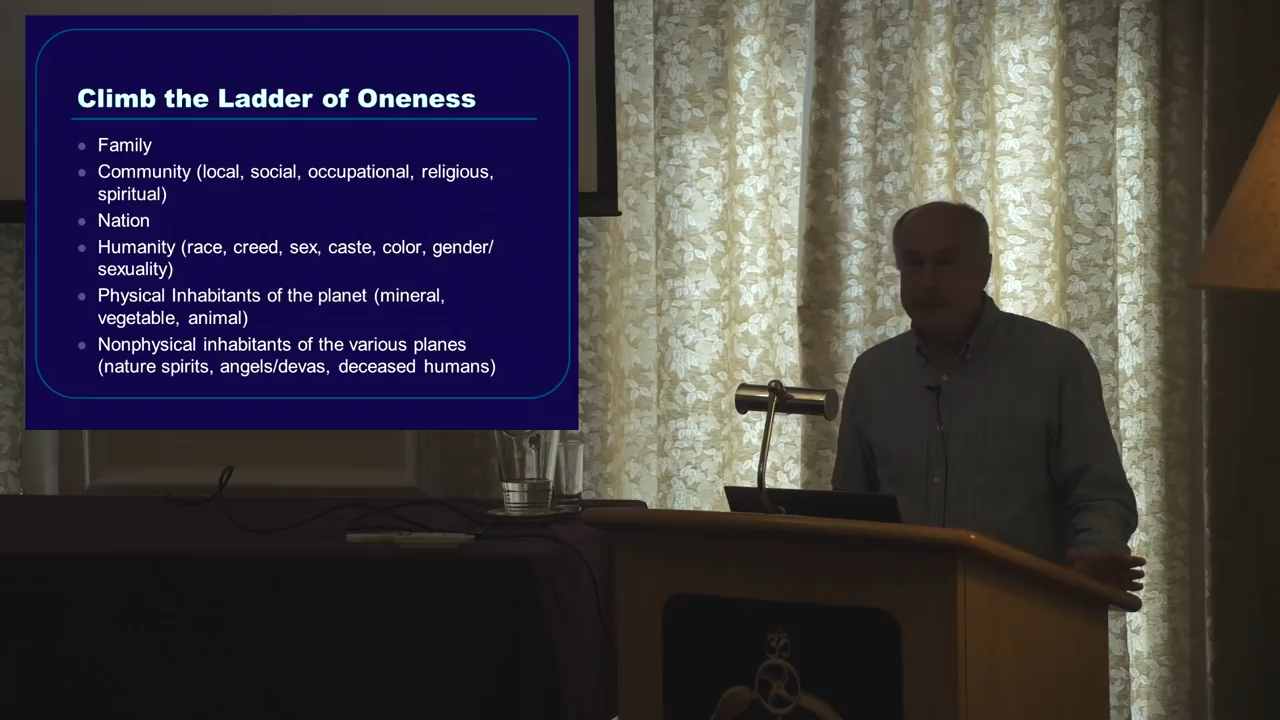 Climb the Ladder of Oneness
Family
Community (local, social, occupational, religious,
spiritual)
Nation
Humanity (race, creed, sex, caste, color, gender/
sexuality)
Physical Inhabitants of the planet (mineral,
vegetable, animal)
Nonphysical inhabitants of the various planes
(nature spirits, angels/devas, deceased humans)
ॐ